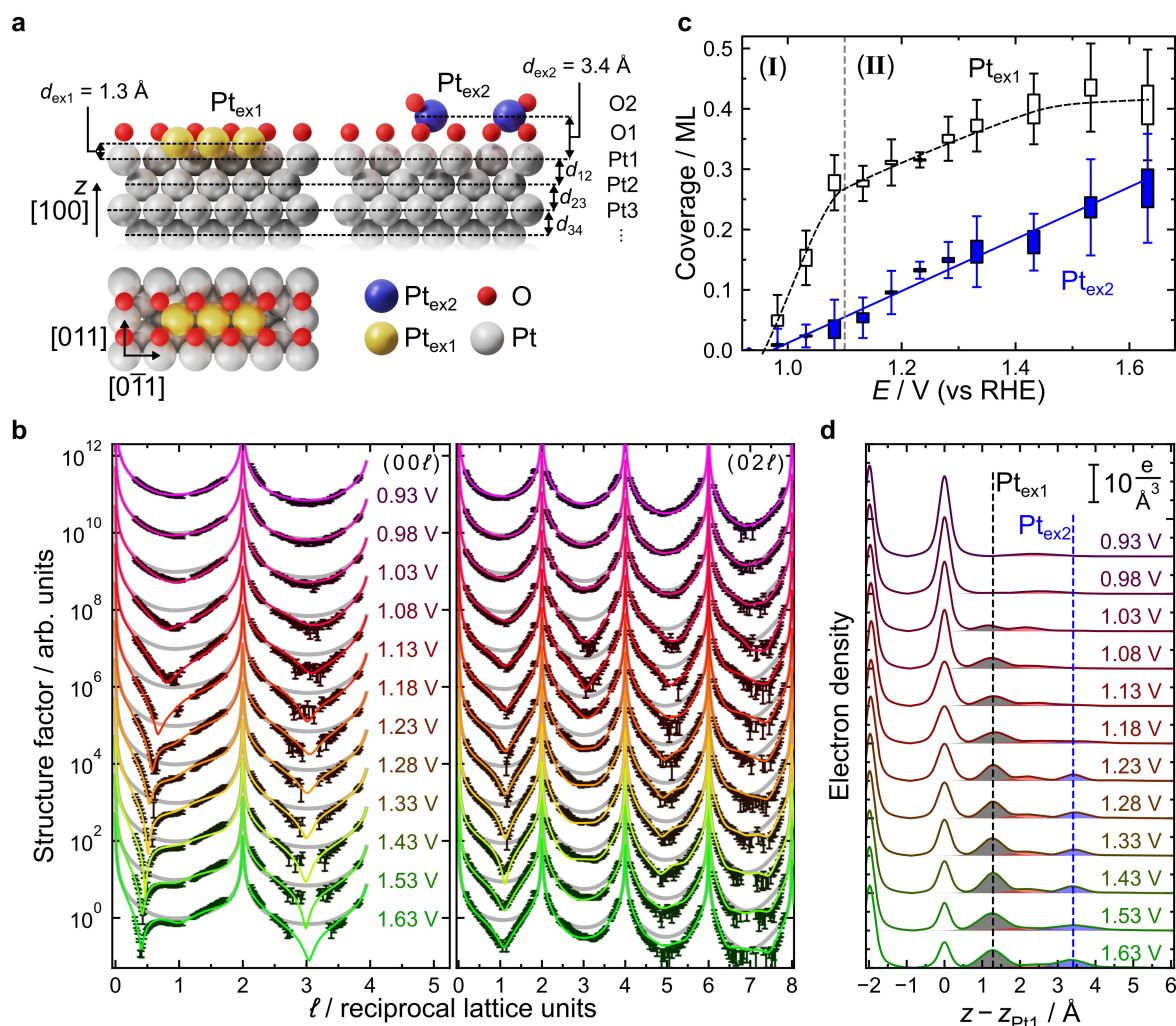 a
d_ex1 = 1.3 Å
Pt_ex1
Pt_ex2
d_ex2 = 3.4 Å
O2
O1
Pt1
Pt2
Pt3
⋮
d_12
d_23
d_34
z
[100]
[011]
[01̅1]
Pt_ex2
O
Pt_ex1
Pt
c
(I)
(II)
Pt_ex1
Pt_ex2
Coverage / ML
0.5
0.4
0.3
0.2
0.1
0.0
1.0
1.2
1.4
1.6
E / V (vs RHE)
b
Structure factor / arb. units
10^12
10^10
10^8
10^6
10^4
10^2
10^0
(00ℓ)
0.93 V
0.98 V
1.03 V
1.08 V
1.13 V
1.18 V
1.23 V
1.28 V
1.33 V
1.43 V
1.53 V
1.63 V
0 1 2 3 4 5
(02ℓ)
0 1 2 3 4 5 6 7 8
ℓ / reciprocal lattice units
d
Electron density
Pt_ex1
10 e/Å^3
Pt_ex2
0.93 V
0.98 V
1.03 V
1.08 V
1.13 V
1.18 V
1.23 V
1.28 V
1.33 V
1.43 V
1.53 V
1.63 V
−2 −1 0 1 2 3 4 5 6
z − z_Pt1 / Å